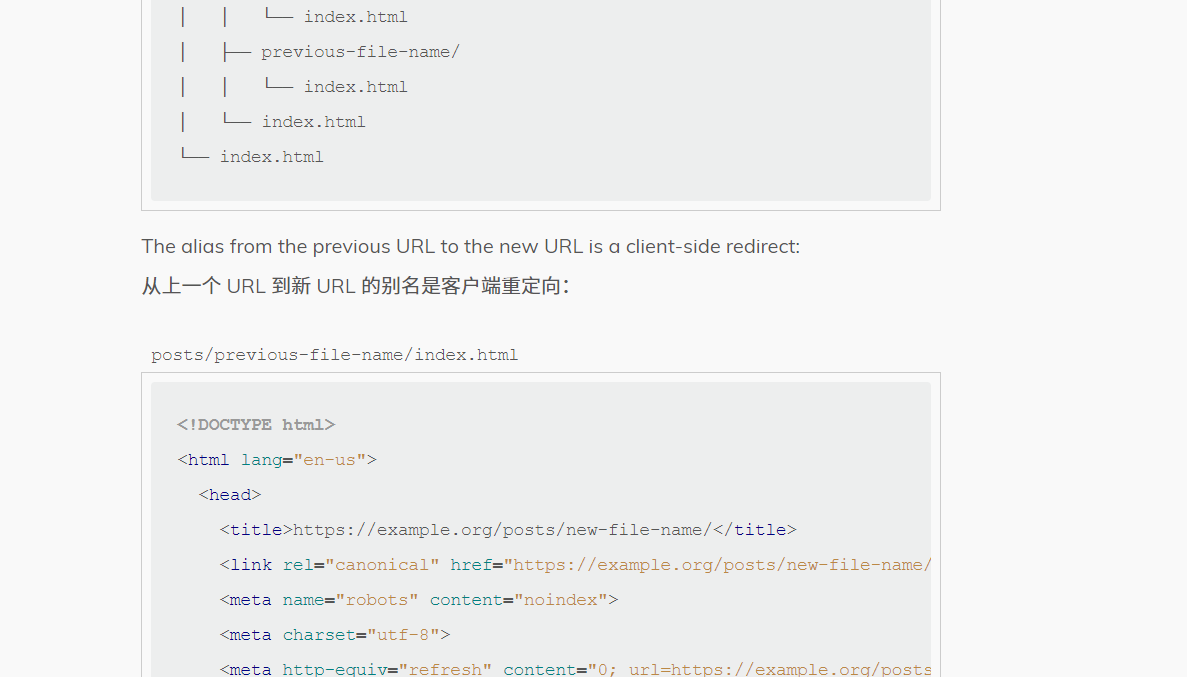 │   │   └── index.html
│   ├── previous-file-name/
│   │   └── index.html
│   └── index.html
└── index.html
The alias from the previous URL to the new URL is a client-side redirect:
从上一个 URL 到新 URL 的别名是客户端重定向：
posts/previous-file-name/index.html
<!DOCTYPE html>
<html lang="en-us">
  <head>
    <title>https://example.org/posts/new-file-name/</title>
    <link rel="canonical" href="https://example.org/posts/new-file-name/
    <meta name="robots" content="noindex">
    <meta charset="utf-8">
    <meta http-equiv="refresh" content="0; url=https://example.org/posts